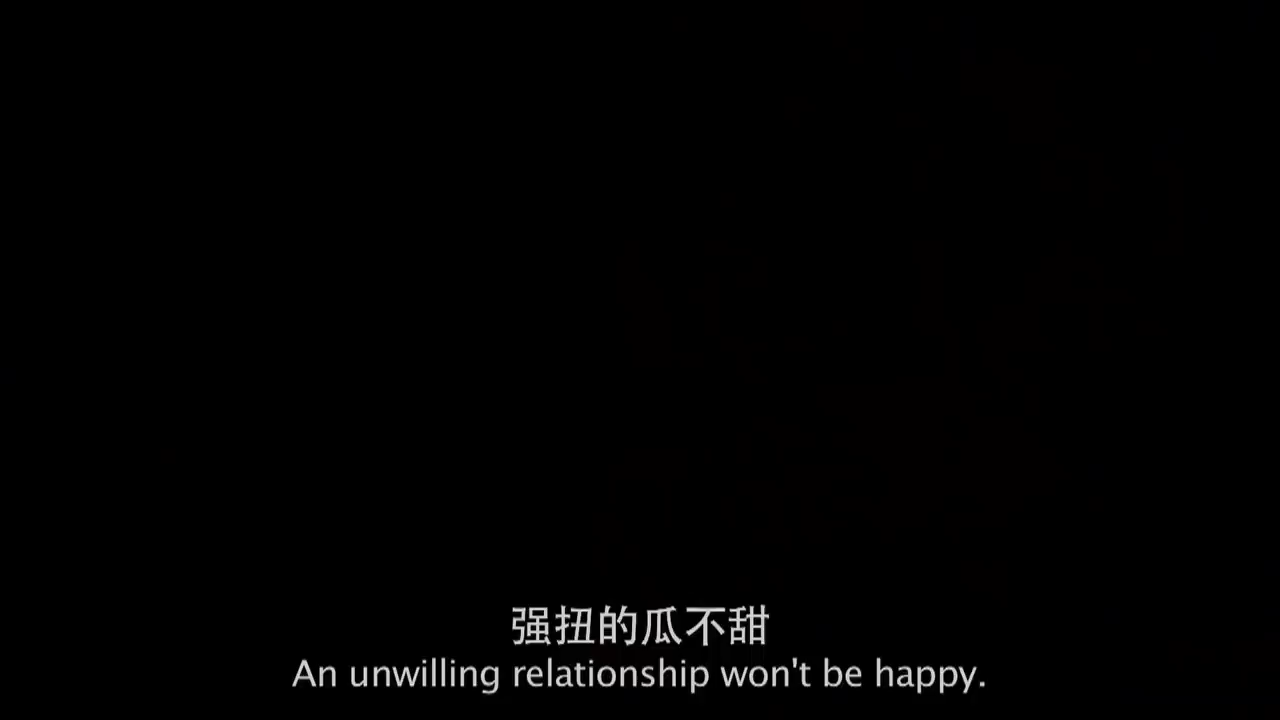 强扭的瓜不甜
An unwilling relationship won't be happy.